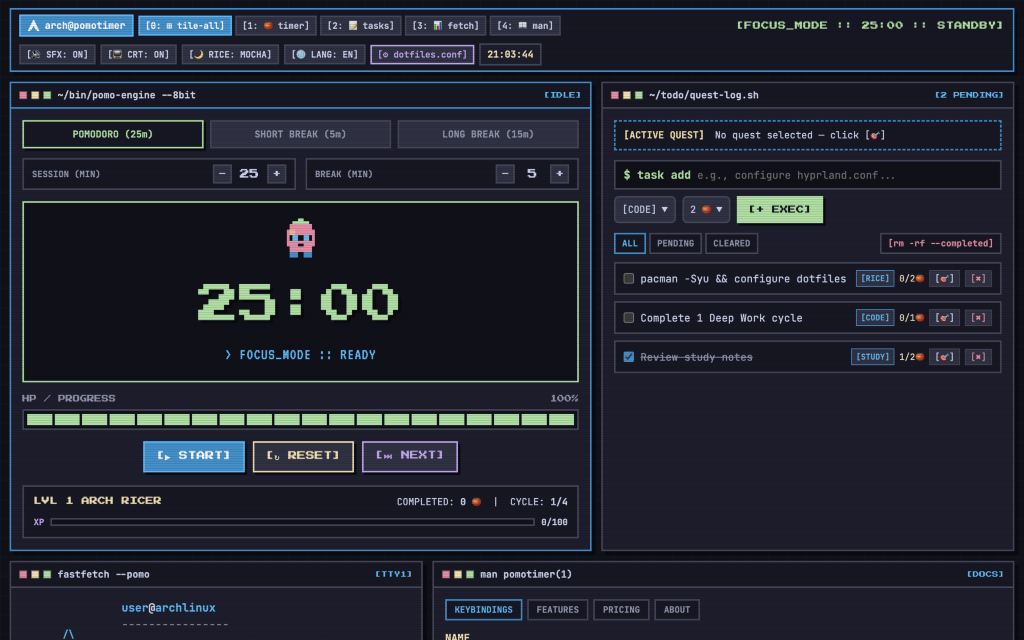 arch@pomotimer [0: ⊞ tile-all] [1: 🍅 timer] [2: 📝 tasks] [3: 📊 fetch] [4: 📖 man]
[FOCUS_MODE :: 25:00 :: STANDBY]
[SFX: ON] [CRT: ON] [🌙 RICE: MOCHA] [🌐 LANG: EN] [⚙ dotfiles.conf] 21:03:44
~/bin/pomo-engine --8bit [IDLE]
POMODORO (25m) SHORT BREAK (5m) LONG BREAK (15m)
SESSION (MIN) − 25 + BREAK (MIN) − 5 +
25:00
❯ FOCUS_MODE :: READY
HP / PROGRESS 100%
[▶ START] [↻ RESET] [⏭ NEXT]
LVL 1 ARCH RICER COMPLETED: 0 🍅 | CYCLE: 1/4
XP 0/100
~/todo/quest-log.sh [2 PENDING]
[ACTIVE QUEST] No quest selected — click [🎯]
$ task add e.g., configure hyprland.conf...
[CODE] ▼ 2 🍅 ▼ [+ EXEC]
ALL PENDING CLEARED [rm -rf --completed]
pacman -Syu && configure dotfiles [RICE] 0/2🍅 [🎯] [✖]
Complete 1 Deep Work cycle [CODE] 0/1🍅 [🎯] [✖]
Review study notes [STUDY] 1/2🍅 [🎯] [✖]
fastfetch --pomo [TTY1]
user@archlinux
----------------
/\
man pomotimer(1) [DOCS]
KEYBINDINGS FEATURES PRICING ABOUT
NAME